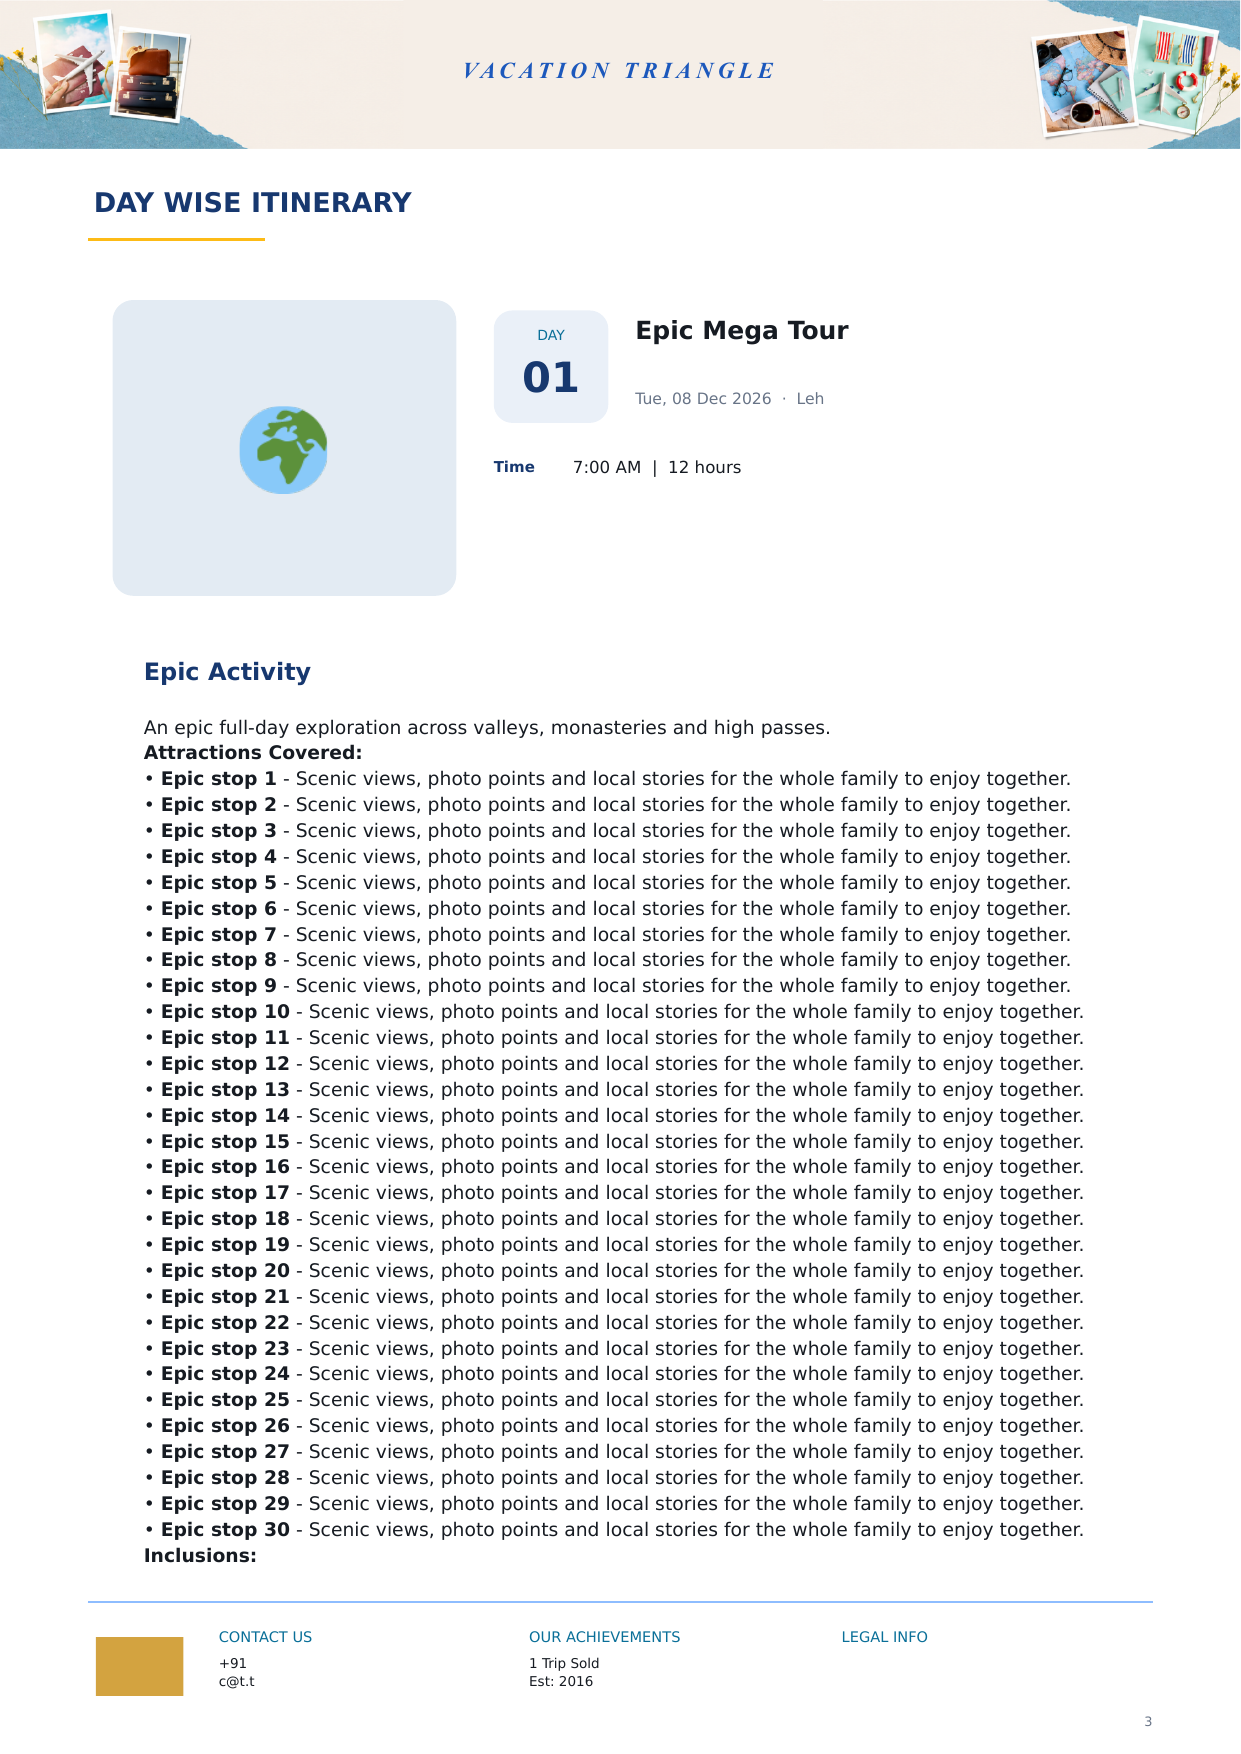 VACATION TRIANGLE
DAY WISE ITINERARY
DAY
01
Epic Mega Tour
Tue, 08 Dec 2026 · Leh
Time 7:00 AM | 12 hours
Epic Activity
An epic full-day exploration across valleys, monasteries and high passes.
Attractions Covered:
• Epic stop 1 - Scenic views, photo points and local stories for the whole family to enjoy together.
• Epic stop 2 - Scenic views, photo points and local stories for the whole family to enjoy together.
• Epic stop 3 - Scenic views, photo points and local stories for the whole family to enjoy together.
• Epic stop 4 - Scenic views, photo points and local stories for the whole family to enjoy together.
• Epic stop 5 - Scenic views, photo points and local stories for the whole family to enjoy together.
• Epic stop 6 - Scenic views, photo points and local stories for the whole family to enjoy together.
• Epic stop 7 - Scenic views, photo points and local stories for the whole family to enjoy together.
• Epic stop 8 - Scenic views, photo points and local stories for the whole family to enjoy together.
• Epic stop 9 - Scenic views, photo points and local stories for the whole family to enjoy together.
• Epic stop 10 - Scenic views, photo points and local stories for the whole family to enjoy together.
• Epic stop 11 - Scenic views, photo points and local stories for the whole family to enjoy together.
• Epic stop 12 - Scenic views, photo points and local stories for the whole family to enjoy together.
• Epic stop 13 - Scenic views, photo points and local stories for the whole family to enjoy together.
• Epic stop 14 - Scenic views, photo points and local stories for the whole family to enjoy together.
• Epic stop 15 - Scenic views, photo points and local stories for the whole family to enjoy together.
• Epic stop 16 - Scenic views, photo points and local stories for the whole family to enjoy together.
• Epic stop 17 - Scenic views, photo points and local stories for the whole family to enjoy together.
• Epic stop 18 - Scenic views, photo points and local stories for the whole family to enjoy together.
• Epic stop 19 - Scenic views, photo points and local stories for the whole family to enjoy together.
• Epic stop 20 - Scenic views, photo points and local stories for the whole family to enjoy together.
• Epic stop 21 - Scenic views, photo points and local stories for the whole family to enjoy together.
• Epic stop 22 - Scenic views, photo points and local stories for the whole family to enjoy together.
• Epic stop 23 - Scenic views, photo points and local stories for the whole family to enjoy together.
• Epic stop 24 - Scenic views, photo points and local stories for the whole family to enjoy together.
• Epic stop 25 - Scenic views, photo points and local stories for the whole family to enjoy together.
• Epic stop 26 - Scenic views, photo points and local stories for the whole family to enjoy together.
• Epic stop 27 - Scenic views, photo points and local stories for the whole family to enjoy together.
• Epic stop 28 - Scenic views, photo points and local stories for the whole family to enjoy together.
• Epic stop 29 - Scenic views, photo points and local stories for the whole family to enjoy together.
• Epic stop 30 - Scenic views, photo points and local stories for the whole family to enjoy together.
Inclusions:
CONTACT US
+91
c@t.t
OUR ACHIEVEMENTS
1 Trip Sold
Est: 2016
LEGAL INFO
3